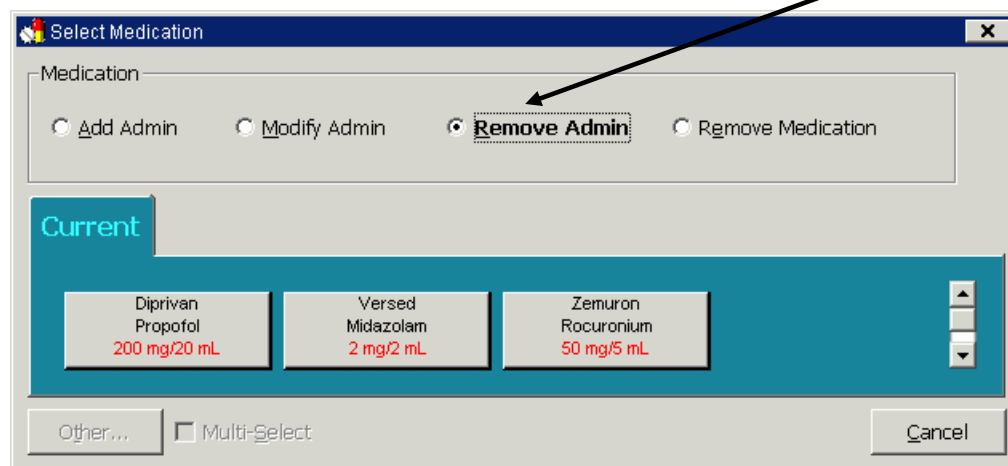 Select Medication
Medication
Add Admin Modify Admin Remove Admin Remove Medication
Current
Diprivan Versed Zemuron
Propofol Midazolam Rocuronium
200 mg/20 mL 2 mg/2 mL 50 mg/5 mL
Other... Multi-Select Cancel